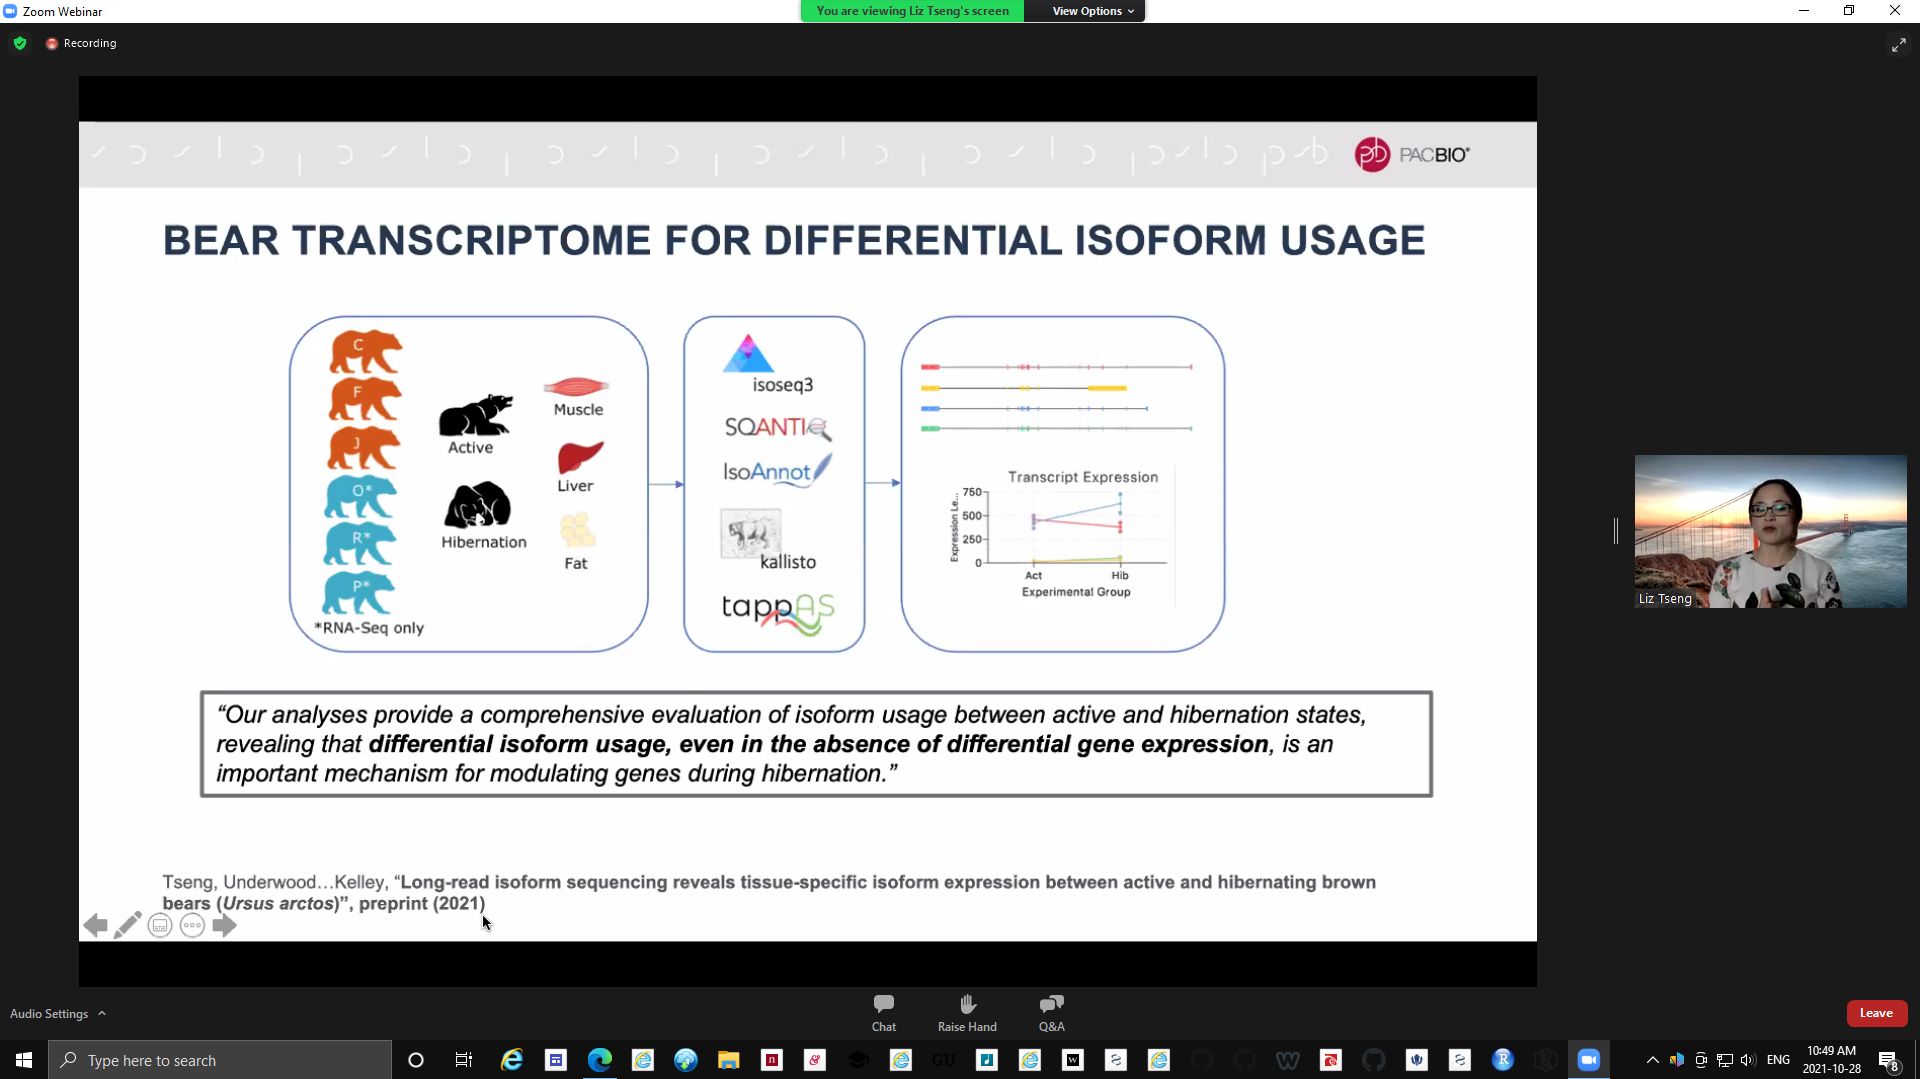 Zoom Webinar
You are viewing Liz Tseng's screen
View Options
Recording
PACBIO®
BEAR TRANSCRIPTOME FOR DIFFERENTIAL ISOFORM USAGE
C
F
J
O*
R*
P*
*RNA-Seq only
Active
Hibernation
Muscle
Liver
Fat
isoseq3
SQANTI
IsoAnnot
kallisto
tappAS
Transcript Expression
Expression Le...
750
500
250
0
Act
Hib
Experimental Group
“Our analyses provide a comprehensive evaluation of isoform usage between active and hibernation states,
revealing that differential isoform usage, even in the absence of differential gene expression, is an
important mechanism for modulating genes during hibernation.”
Tseng, Underwood…Kelley, “Long-read isoform sequencing reveals tissue-specific isoform expression between active and hibernating brown
bears (Ursus arctos)”, preprint (2021)
Liz Tseng
Audio Settings
Chat
Raise Hand
Q&A
Leave
Type here to search
GU
ENG
10:49 AM
2021-10-28
8